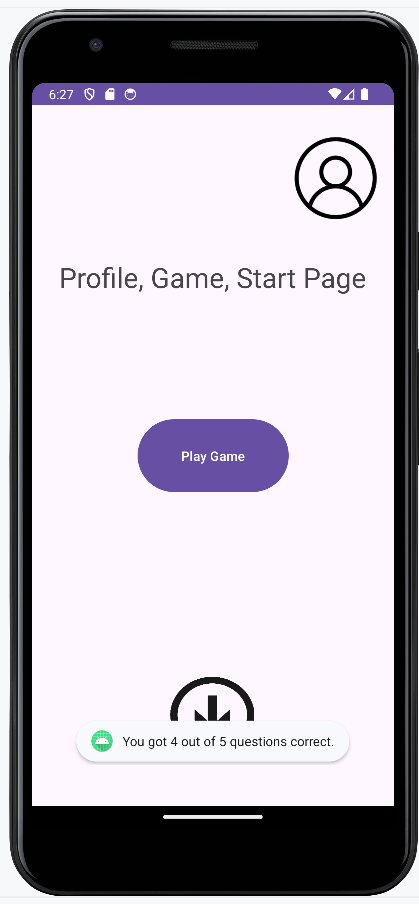 6:27
Profile, Game, Start Page
Play Game
You got 4 out of 5 questions correct.